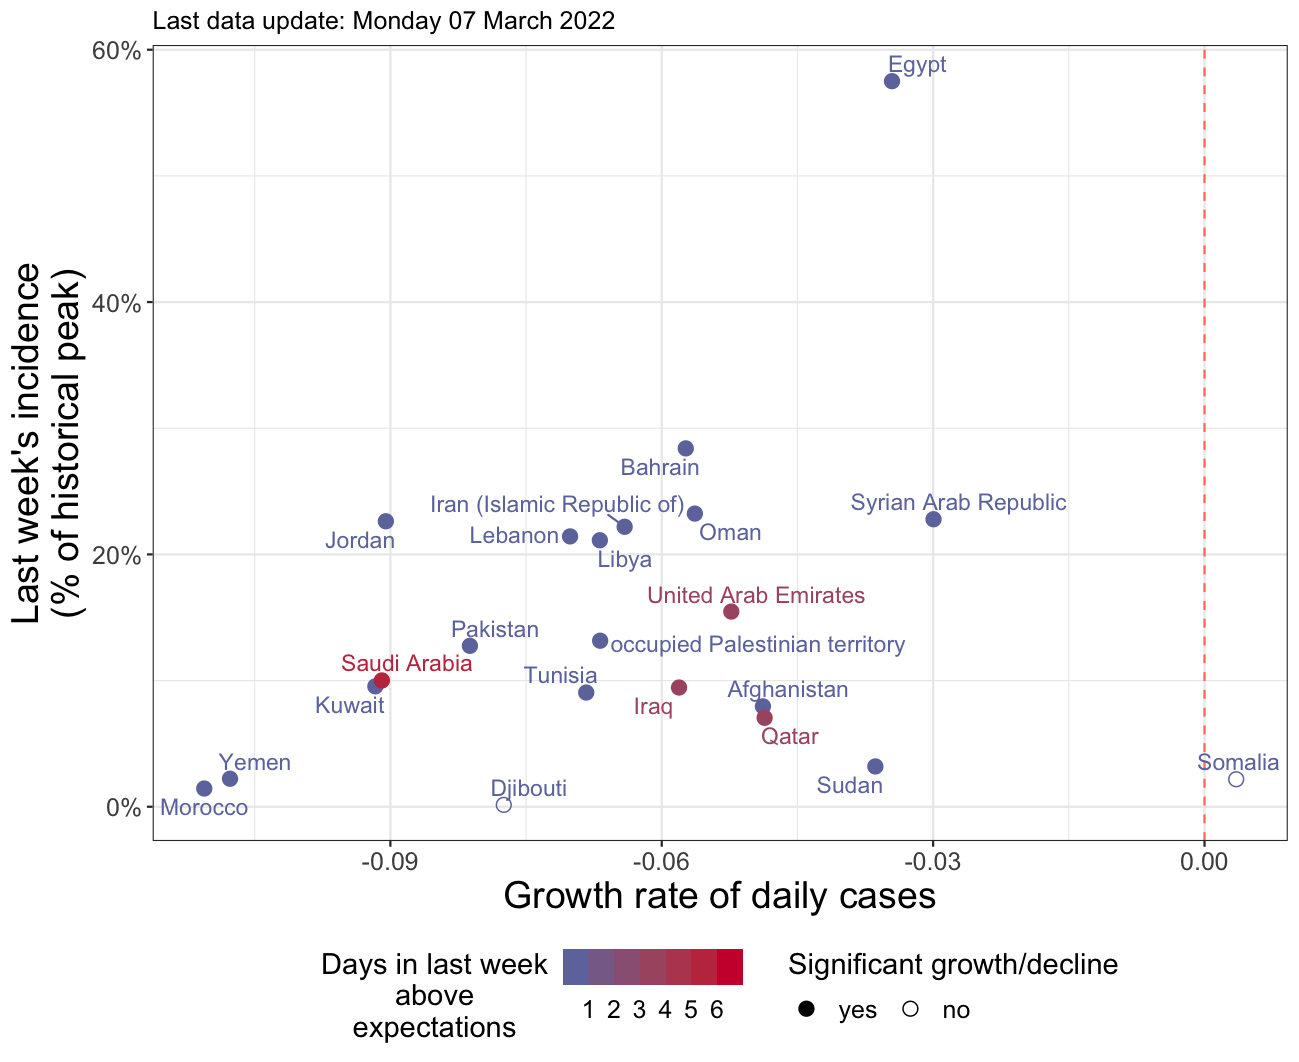 Last data update: Monday 07 March 2022
60%
40%
20%
0%
Last week's incidence
(% of historical peak)
Egypt
Bahrain
Iran (Islamic Republic of)
Syrian Arab Republic
Jordan
Lebanon
Oman
Libya
United Arab Emirates
Pakistan
occupied Palestinian territory
Saudi Arabia
Tunisia
Kuwait
Iraq
Afghanistan
Qatar
Yemen
Somalia
Morocco
Djibouti
Sudan
-0.09 -0.06 -0.03 0.00
Growth rate of daily cases
Days in last week
above
expectations
1 2 3 4 5 6
Significant growth/decline
yes no